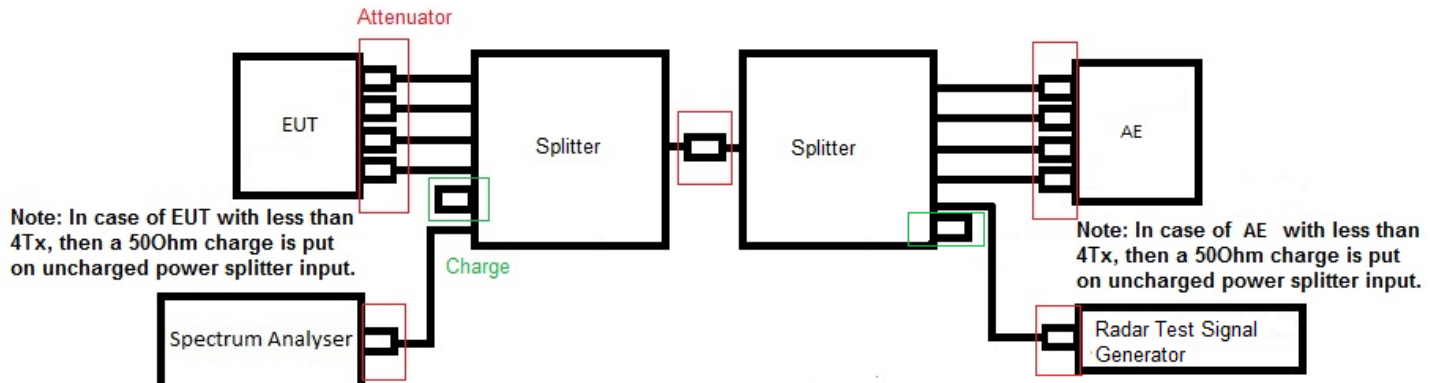 Attenuator
EUT
Splitter
Splitter
AE
Note: In case of EUT with less than
4Tx, then a 50Ohm charge is put
on uncharged power splitter input.
Charge
Note: In case of AE with less than
4Tx, then a 50Ohm charge is put
on uncharged power splitter input.
Spectrum Analyser
Radar Test Signal
Generator